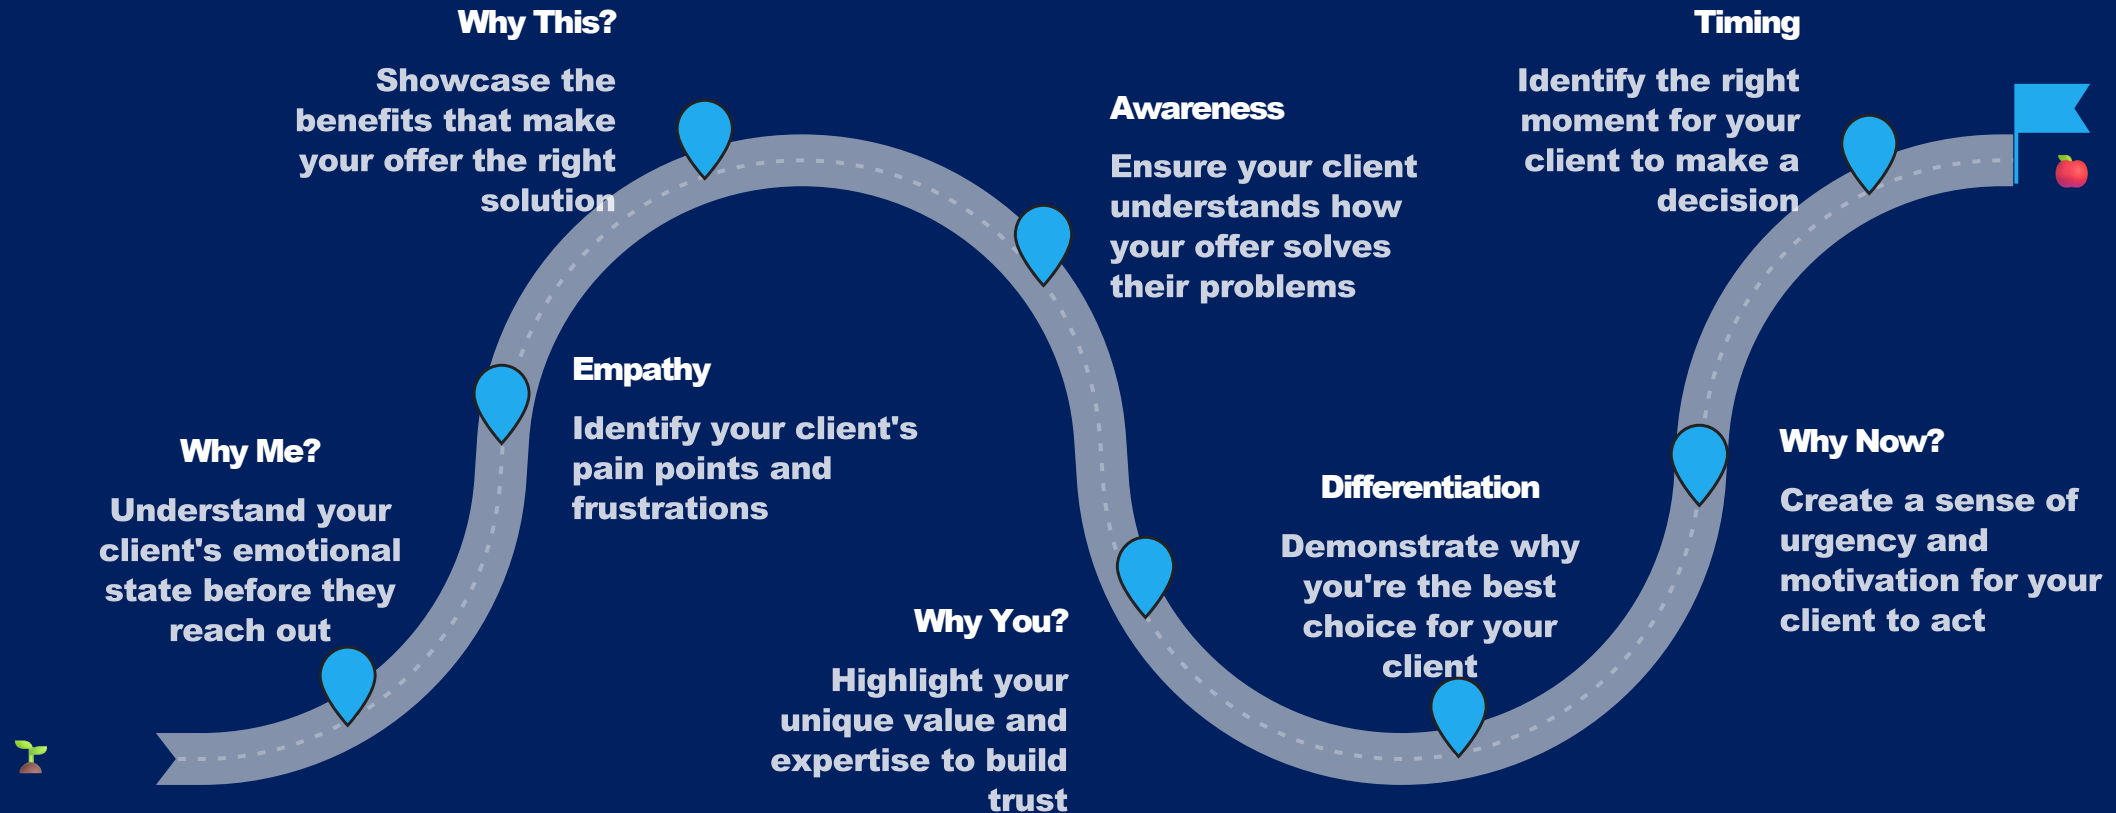 Why Me?
Understand your
client's emotional
state before they
reach out
Empathy
Identify your client's
pain points and
frustrations
Why This?
Showcase the
benefits that make
your offer the right
solution
Awareness
Ensure your client
understands how
your offer solves
their problems
Why You?
Highlight your
unique value and
expertise to build
trust
Differentiation
Demonstrate why
you're the best
choice for your
client
Why Now?
Create a sense of
urgency and
motivation for your
client to act
Timing
Identify the right
moment for your
client to make a
decision